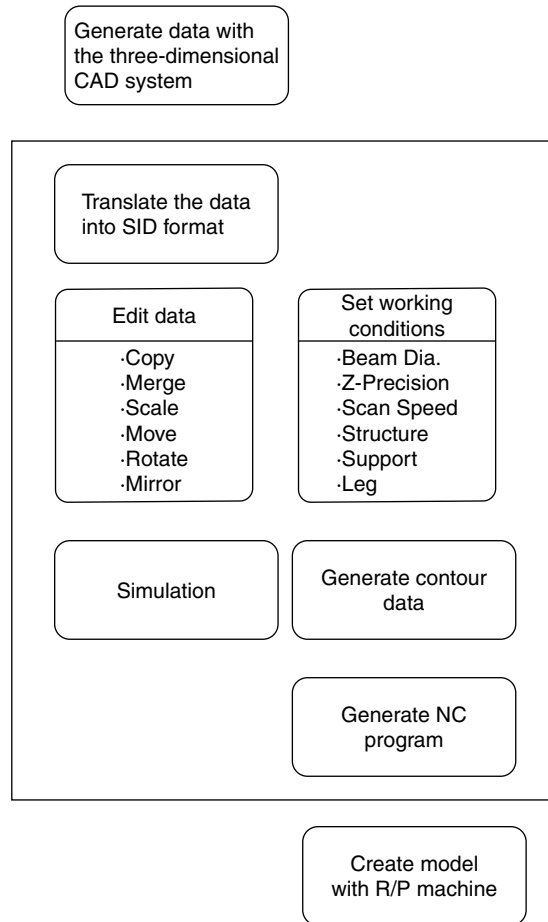 Generate data with
the three-dimensional
CAD system
Translate the data
into SID format
Edit data
·Copy
·Merge
·Scale
·Move
·Rotate
·Mirror
Set working
conditions
·Beam Dia.
·Z-Precision
·Scan Speed
·Structure
·Support
·Leg
Simulation
Generate contour
data
Generate NC
program
Create model
with R/P machine